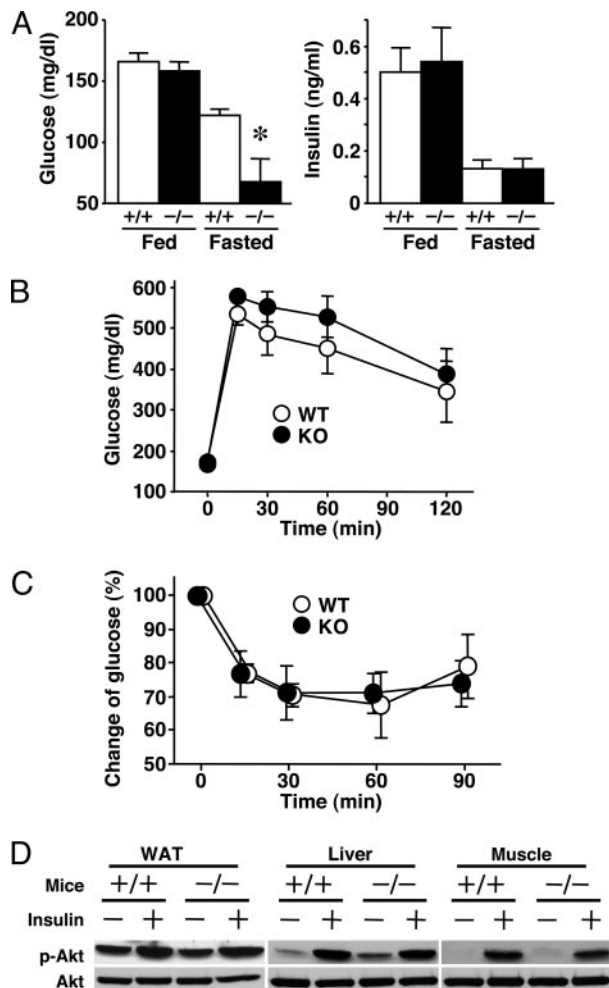 A
Glucose (mg/dl)
200
150
100
50
*
+/+ −/− +/+ −/−
Fed Fasted
Insulin (ng/ml)
0.6
0.4
0.2
0
+/+ −/− +/+ −/−
Fed Fasted
B
Glucose (mg/dl)
600
500
400
300
200
100
WT
KO
0 30 60 90 120
Time (min)
C
Change of glucose (%)
100
90
80
70
60
50
WT
KO
0 30 60 90
Time (min)
D
WAT Liver Muscle
Mice +/+ −/− +/+ −/− +/+ −/−
Insulin − + − + − + − + − + − +
p-Akt
Akt